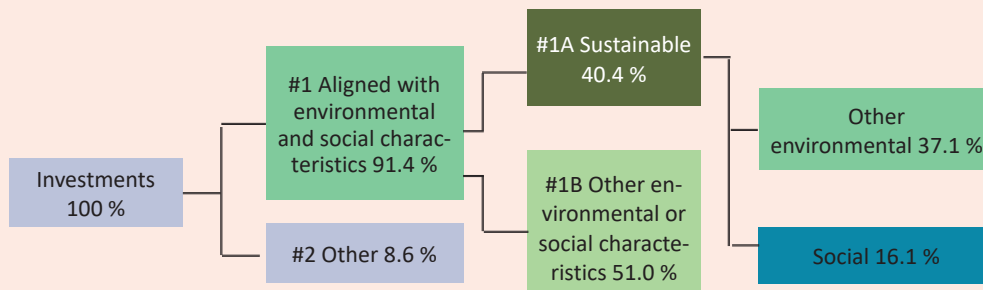 Investments
100 %
#1 Aligned with
environmental
and social charac-
teristics 91.4 %
#2 Other 8.6 %
#1A Sustainable
40.4 %
#1B Other en-
vironmental or
social characte-
ristics 51.0 %
Other
environmental 37.1 %
Social 16.1 %